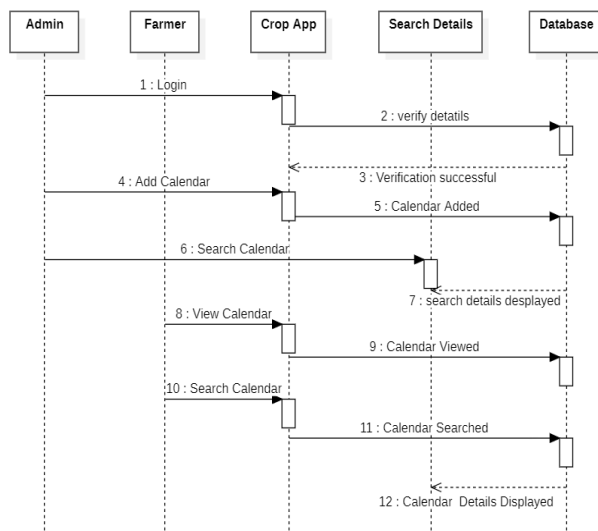 Admin
Farmer
Crop App
Search Details
Database
1 : Login
2 : verify detatils
3 : Verification successful
4 : Add Calendar
5 : Calendar Added
6 : Search Calendar
7 : search details desplayed
8 : View Calendar
9 : Calendar Viewed
10 : Search Calendar
11 : Calendar Searched
12 : Calendar  Details Displayed